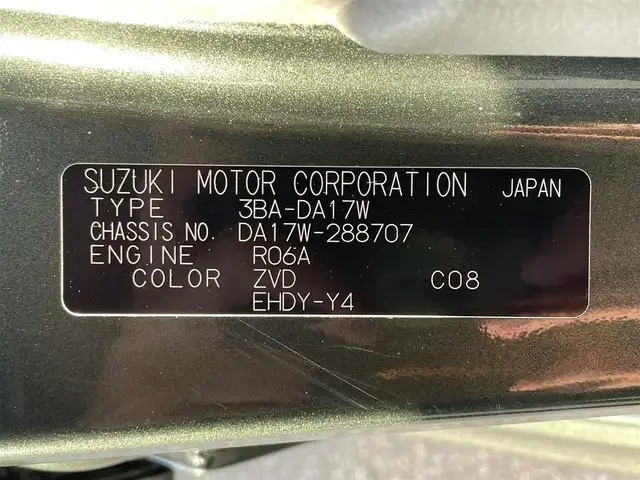 SUZUKI MOTOR CORPORATION JAPAN
TYPE 3BA-DA17W
CHASSIS NO. DA17W-288707
ENGINE R06A
COLOR ZVD C08
EHDY-Y4